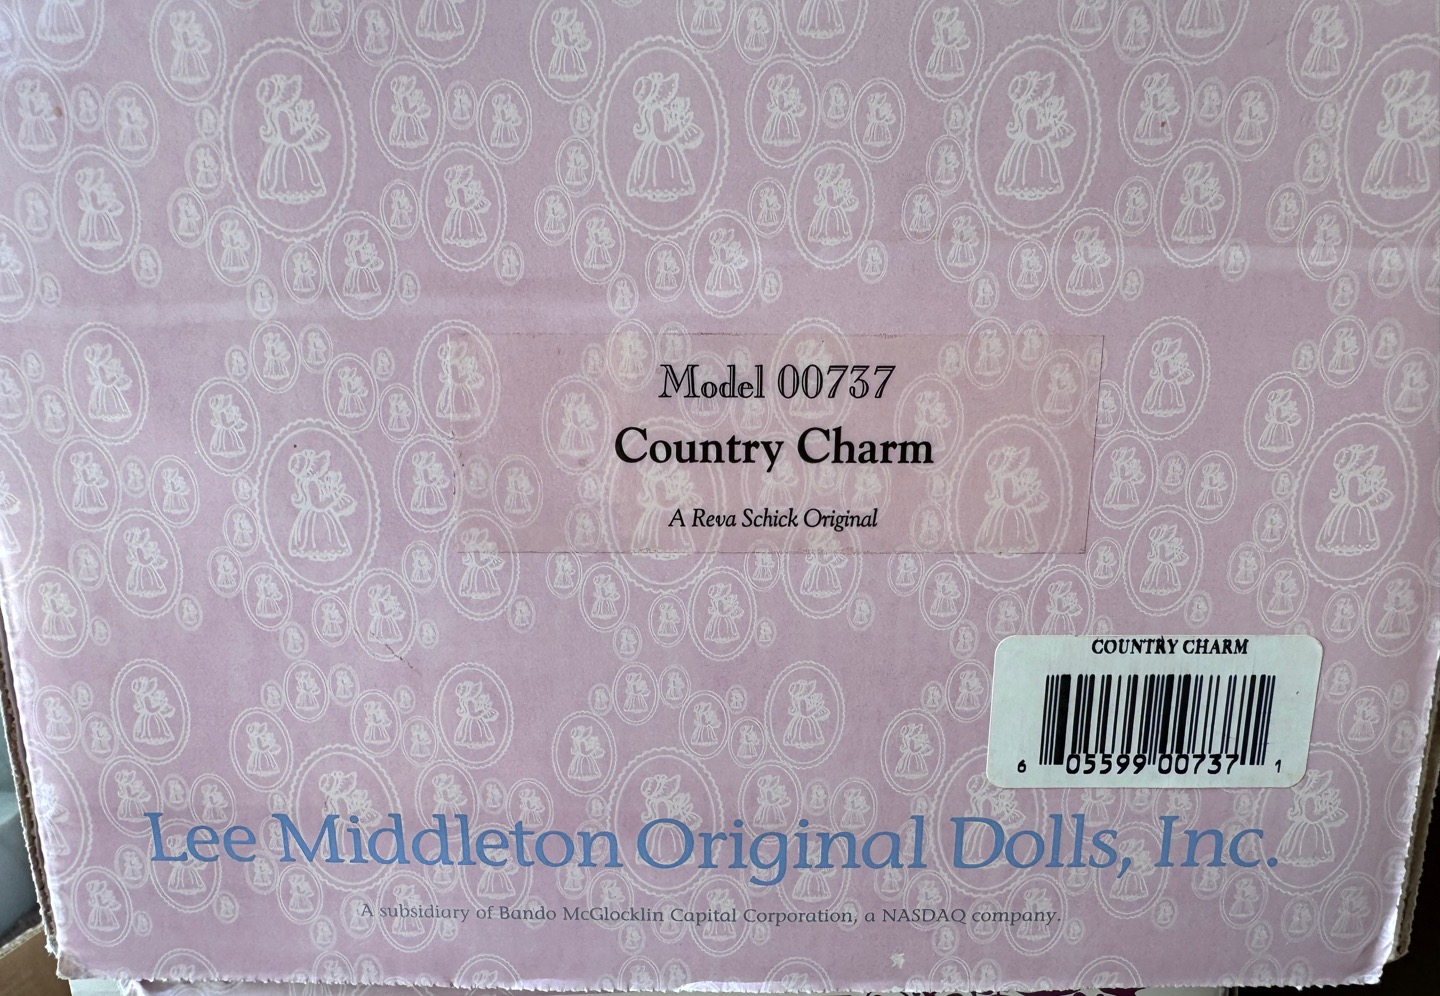 Model 00737
Country Charm
A Reva Schick Original
COUNTRY CHARM
6 05599 00737 1
Lee Middleton Original Dolls, Inc.
A subsidiary of Bando McGlocklin Capital Corporation, a NASDAQ company.